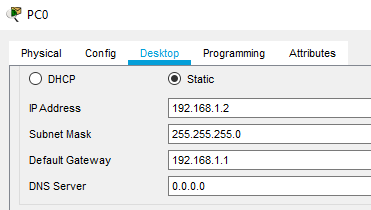 PC0
Physical Config Desktop Programming Attributes
DHCP Static
IP Address 192.168.1.2
Subnet Mask 255.255.255.0
Default Gateway 192.168.1.1
DNS Server 0.0.0.0